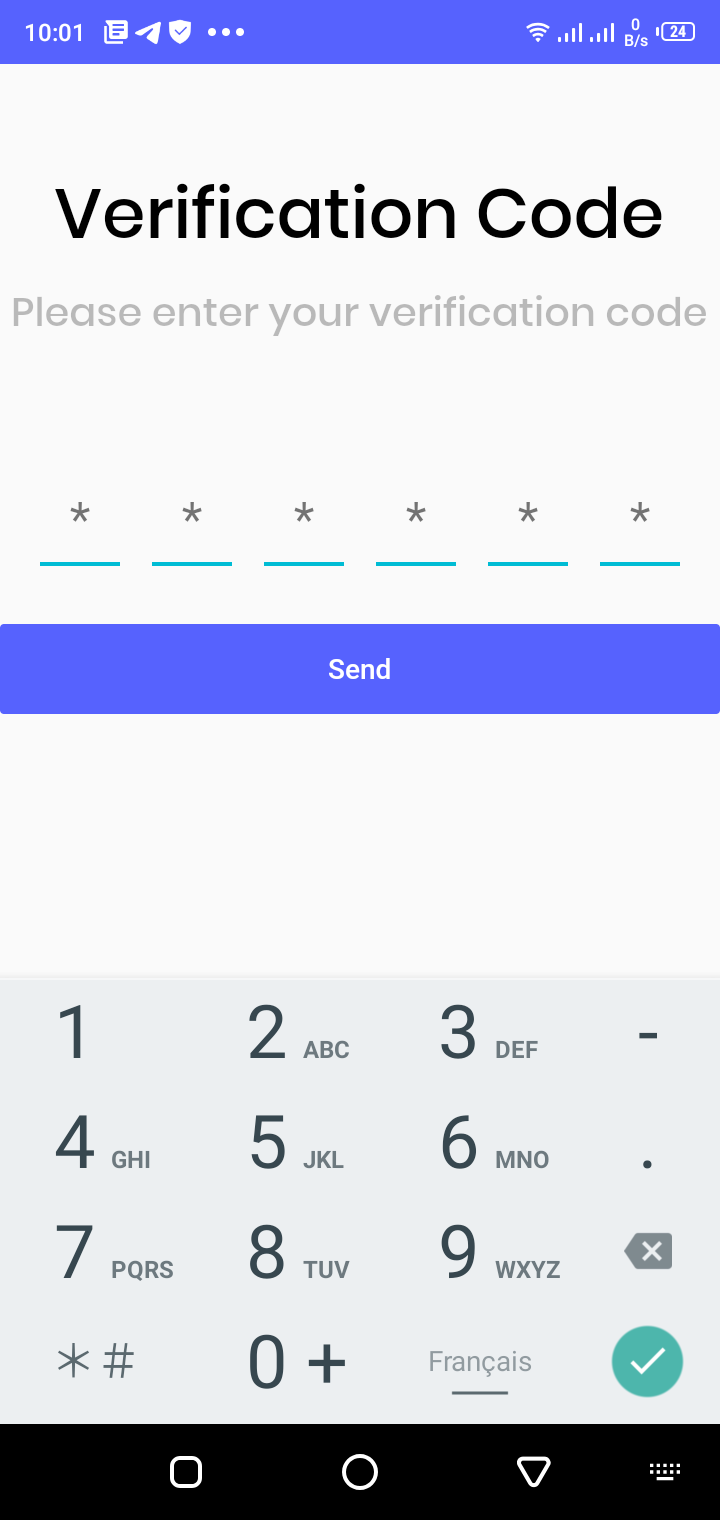 10:01 0 B/s 24
Verification Code
Please enter your verification code
* * * * * *
Send
1 2 ABC 3 DEF -
4 GHI 5 JKL 6 MNO .
7 PQRS 8 TUV 9 WXYZ
*# 0 + Français